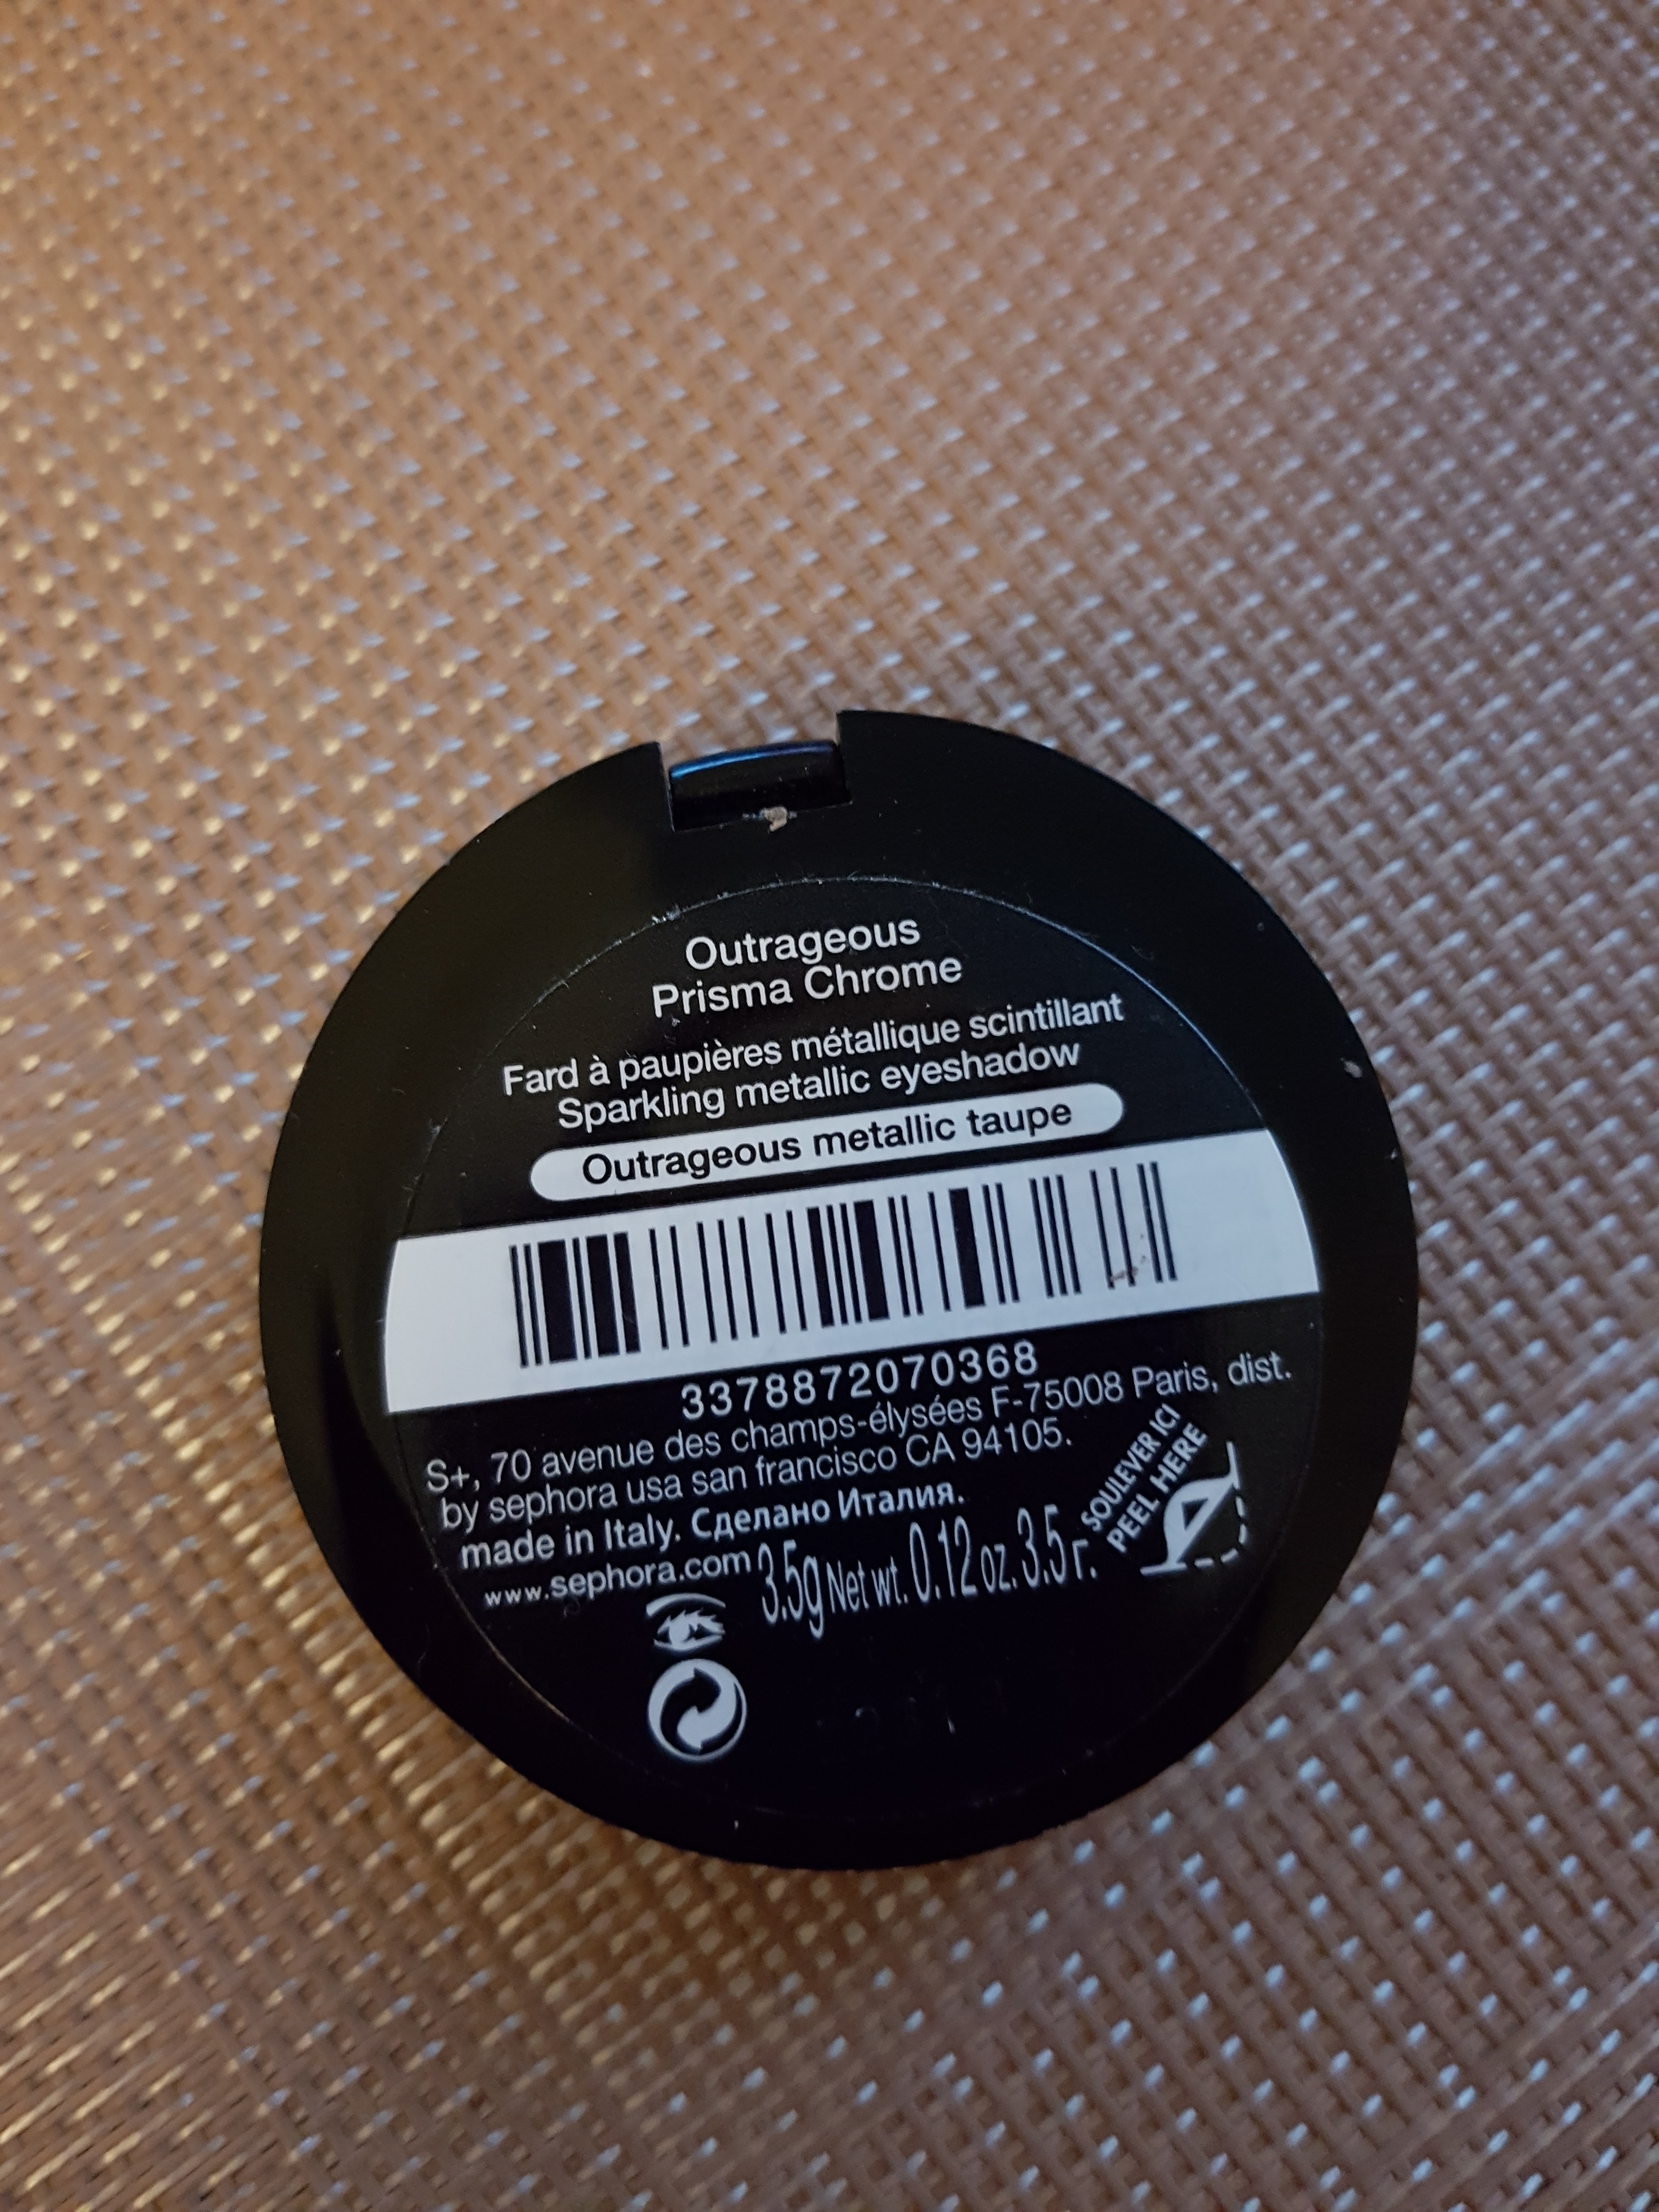 Outrageous
Prisma Chrome
Fard à paupières métallique scintillant
Sparkling metallic eyeshadow
Outrageous metallic taupe
3378872070368
S+, 70 avenue des champs-élysées F-75008 Paris, dist.
by sephora usa san francisco CA 94105.
made in Italy. Сделано Италия.
www.sephora.com 3.5g Net wt. 0.12 oz. 3.5 г.
SOULEVER ICI
PEEL HERE